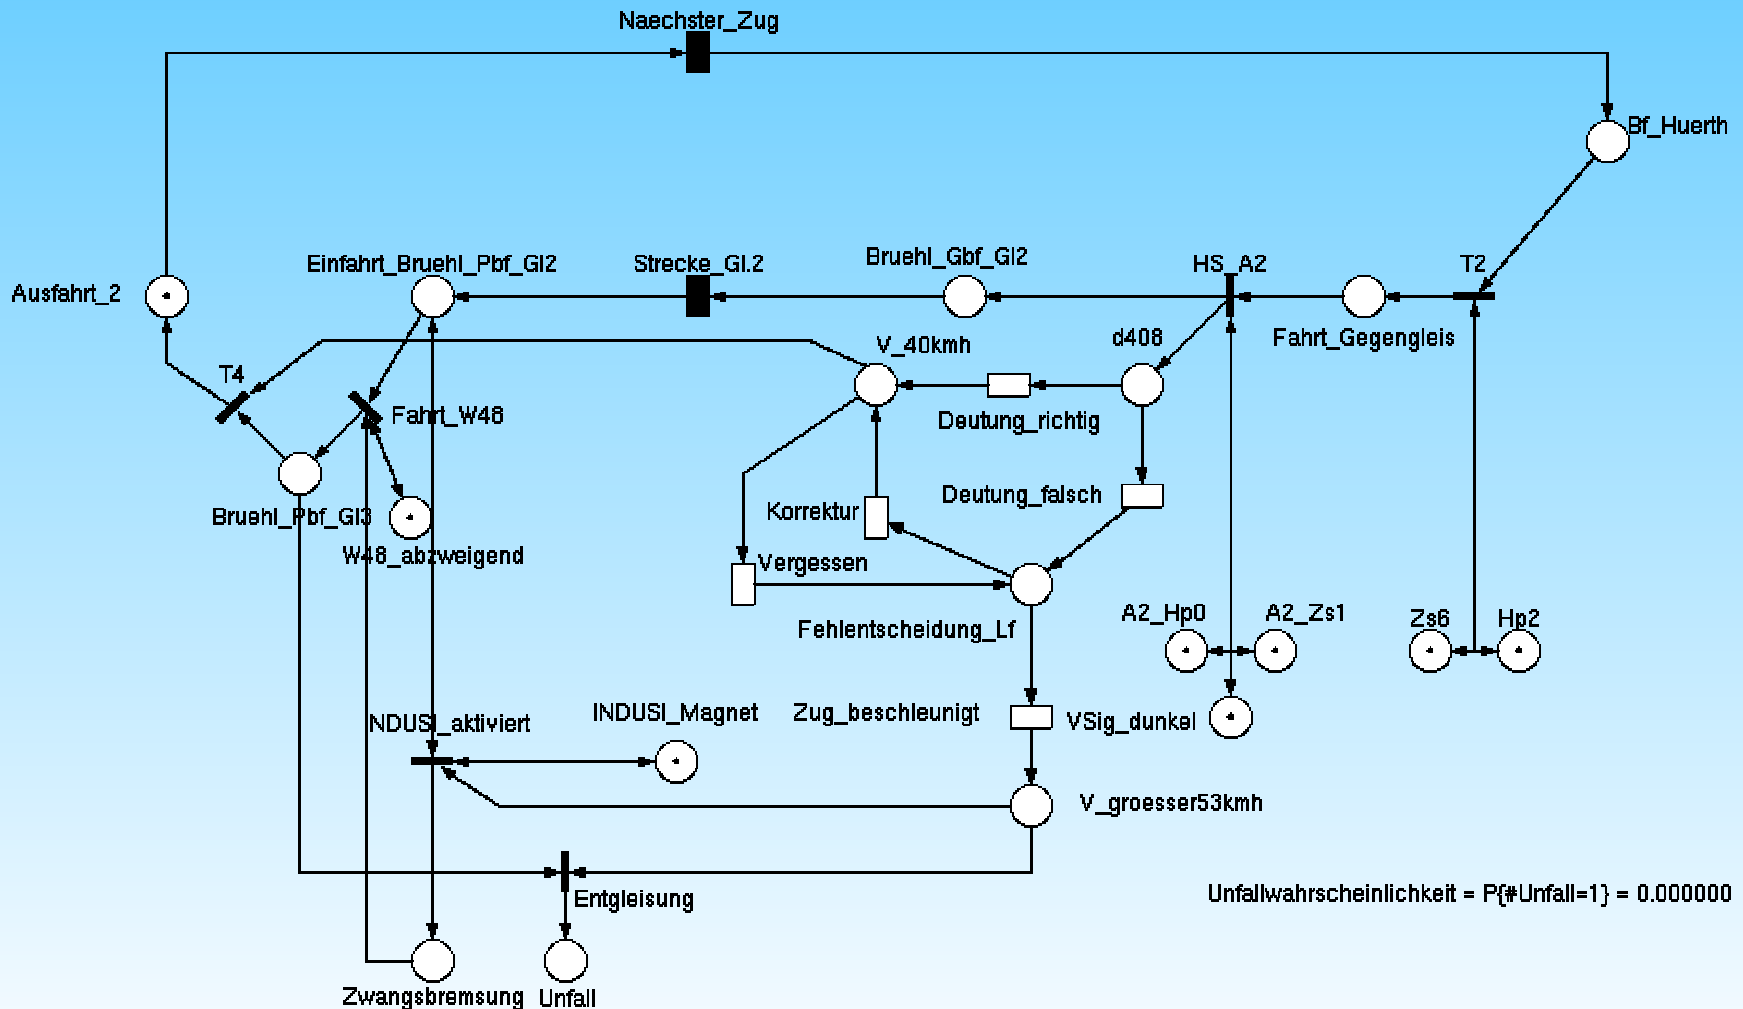 Naechster_Zug
Bf_Huerth
Einfahrt_Bruehl_Pbf_Gl2
Strecke_Gl.2
Bruehl_Gbf_Gl2
HS_A2
T2
Ausfahrt_2
Fahrt_Gegengleis
V_40kmh
d408
T4
Fahrt_W48
Deutung_richtig
Deutung_falsch
Korrektur
Bruehl_Pbf_Gl3
W48_abzweigend
Vergessen
A2_Hp0
A2_Zs1
Zs6
Hp2
Fehlentscheidung_Lf
NDUSI_aktiviert
INDUSI_Magnet
Zug_beschleunigt
VSig_dunkel
V_groesser53kmh
Entgleisung
Unfallwahrscheinlichkeit = P{#Unfall=1} = 0.000000
Zwangsbremsung
Unfall